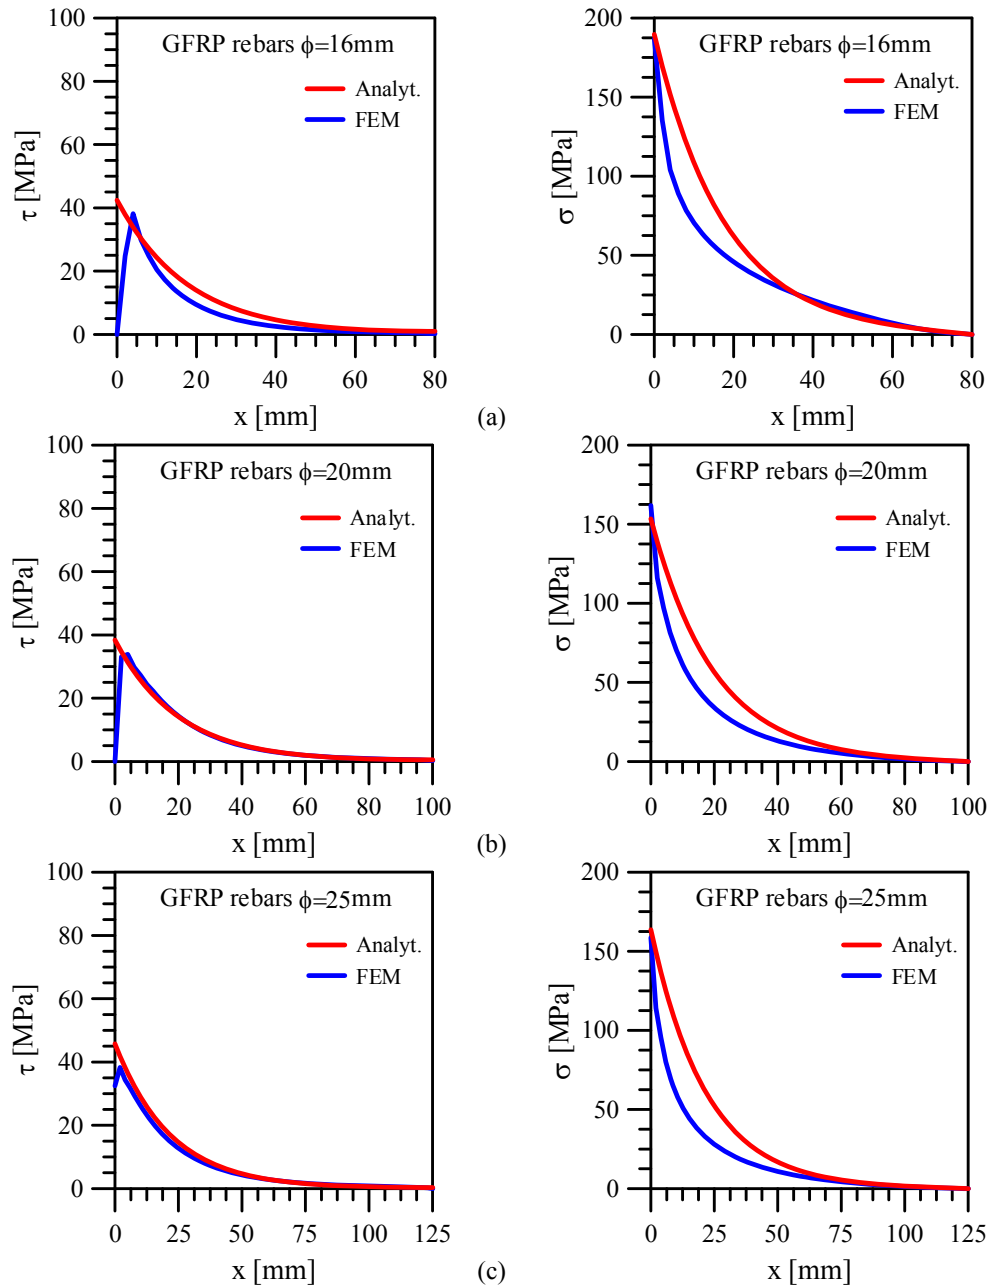 GFRP rebars ϕ=16mm
Analyt.
FEM
τ [MPa]
100
80
60
40
20
0
0 20 40 60 80
x [mm]
GFRP rebars ϕ=16mm
Analyt.
FEM
σ [MPa]
200
150
100
50
0
0 20 40 60 80
x [mm]
(a)
GFRP rebars ϕ=20mm
Analyt.
FEM
τ [MPa]
100
80
60
40
20
0
0 20 40 60 80 100
x [mm]
GFRP rebars ϕ=20mm
Analyt.
FEM
σ [MPa]
200
150
100
50
0
0 20 40 60 80 100
x [mm]
(b)
GFRP rebars ϕ=25mm
Analyt.
FEM
τ [MPa]
100
80
60
40
20
0
0 25 50 75 100 125
x [mm]
GFRP rebars ϕ=25mm
Analyt.
FEM
σ [MPa]
200
150
100
50
0
0 25 50 75 100 125
x [mm]
(c)